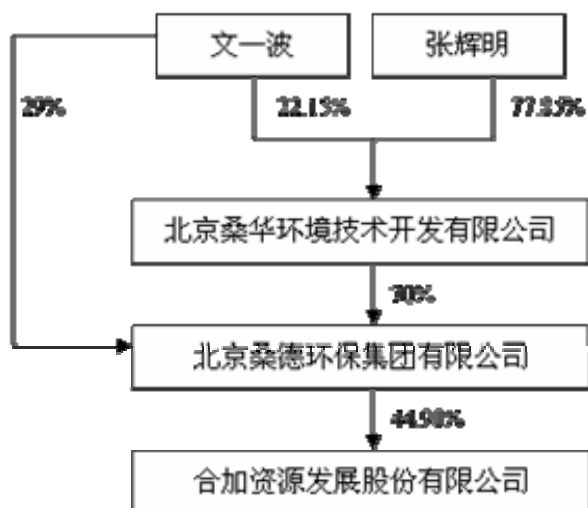 文一波
张辉明
29%
22.15%
77.85%
北京桑华环境技术开发有限公司
北京桑德环保集团有限公司
44.98%
合加资源发展股份有限公司